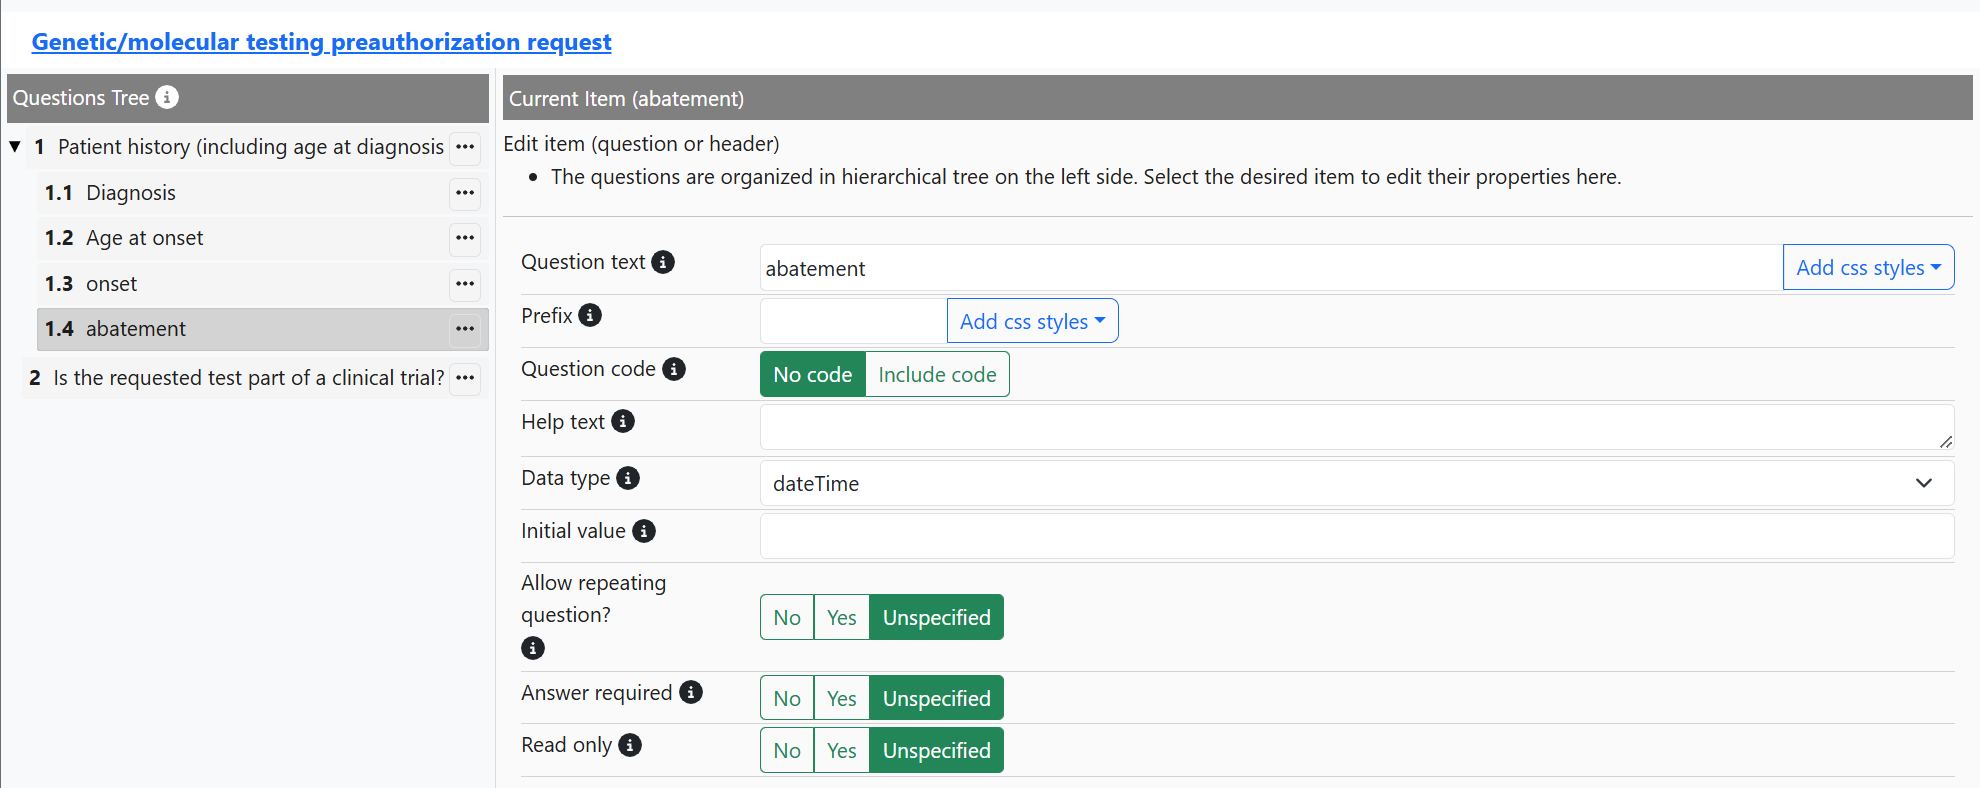 Genetic/molecular testing preauthorization request
Questions Tree
Current Item (abatement)
1 Patient history (including age at diagnosis
1.1 Diagnosis
1.2 Age at onset
1.3 onset
1.4 abatement
2 Is the requested test part of a clinical trial?
Edit item (question or header)
• The questions are organized in hierarchical tree on the left side. Select the desired item to edit their properties here.
Question text
abatement
Add css styles
Prefix
Add css styles
Question code
No code Include code
Help text
Data type
dateTime
Initial value
Allow repeating
question?
No Yes Unspecified
Answer required
No Yes Unspecified
Read only
No Yes Unspecified